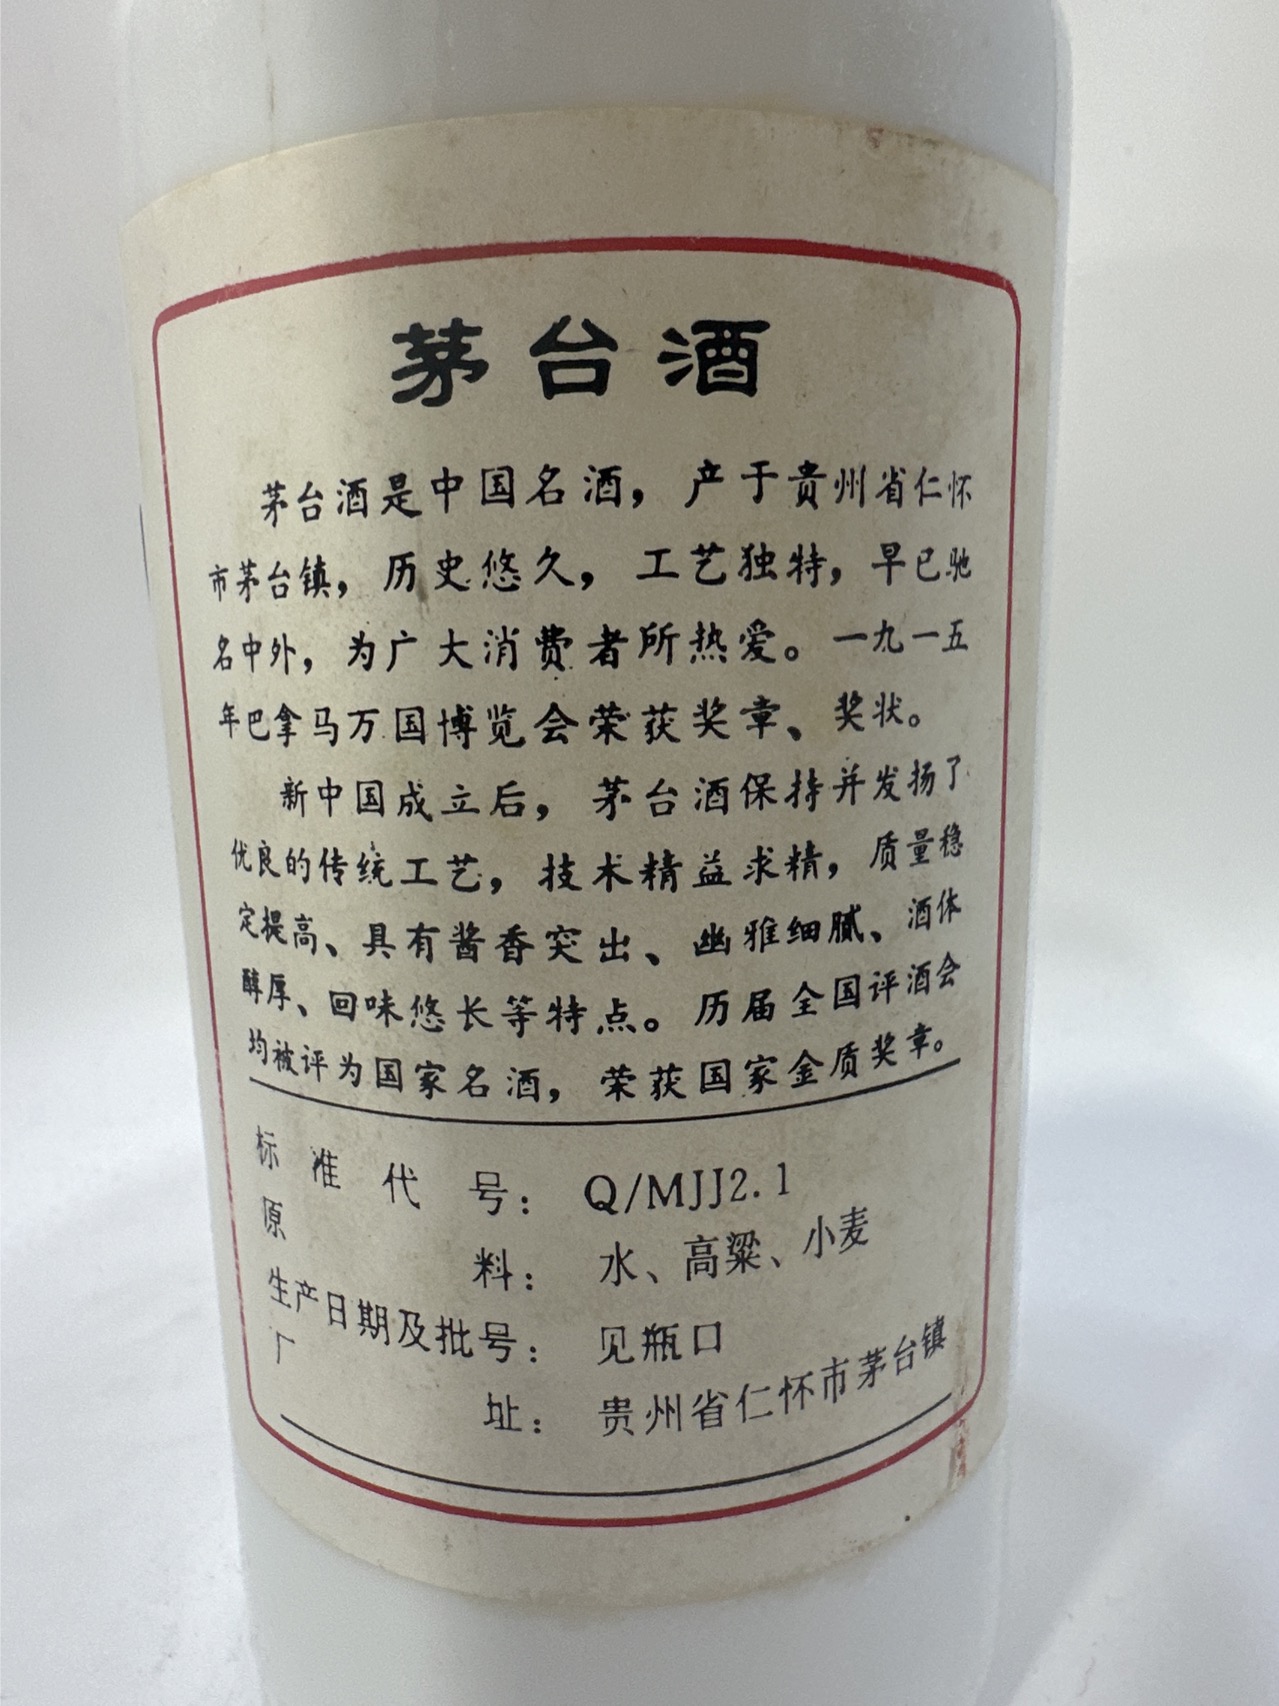 茅台酒
茅台酒是中国名酒，产于贵州省仁怀
市茅台镇，历史悠久，工艺独特，早已驰
名中外，为广大消费者所热爱。一九一五
年巴拿马万国博览会荣获奖章、奖状。
新中国成立后，茅台酒保持并发扬了
优良的传统工艺，技术精益求精，质量稳
定提高、具有酱香突出、幽雅细腻、酒体
醇厚、回味悠长等特点。历届全国评酒会
均被评为国家名酒，荣获国家金质奖章。
标准代号：Q/MJJ2.1
原料：水、高粱、小麦
生产日期及批号：见瓶口
厂址：贵州省仁怀市茅台镇